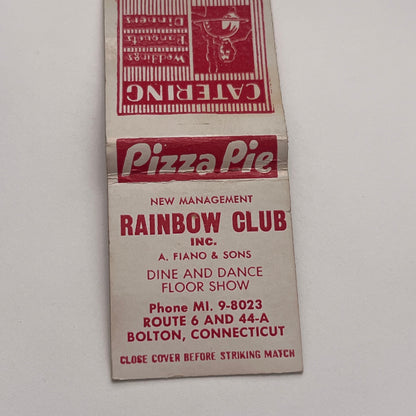 CATERING
Weddings
Banquets
Dinners
Pizza Pie
NEW MANAGEMENT
RAINBOW CLUB
INC.
A. FIANO & SONS
DINE AND DANCE
FLOOR SHOW
Phone MI. 9-8023
ROUTE 6 AND 44-A
BOLTON, CONNECTICUT
CLOSE COVER BEFORE STRIKING MATCH